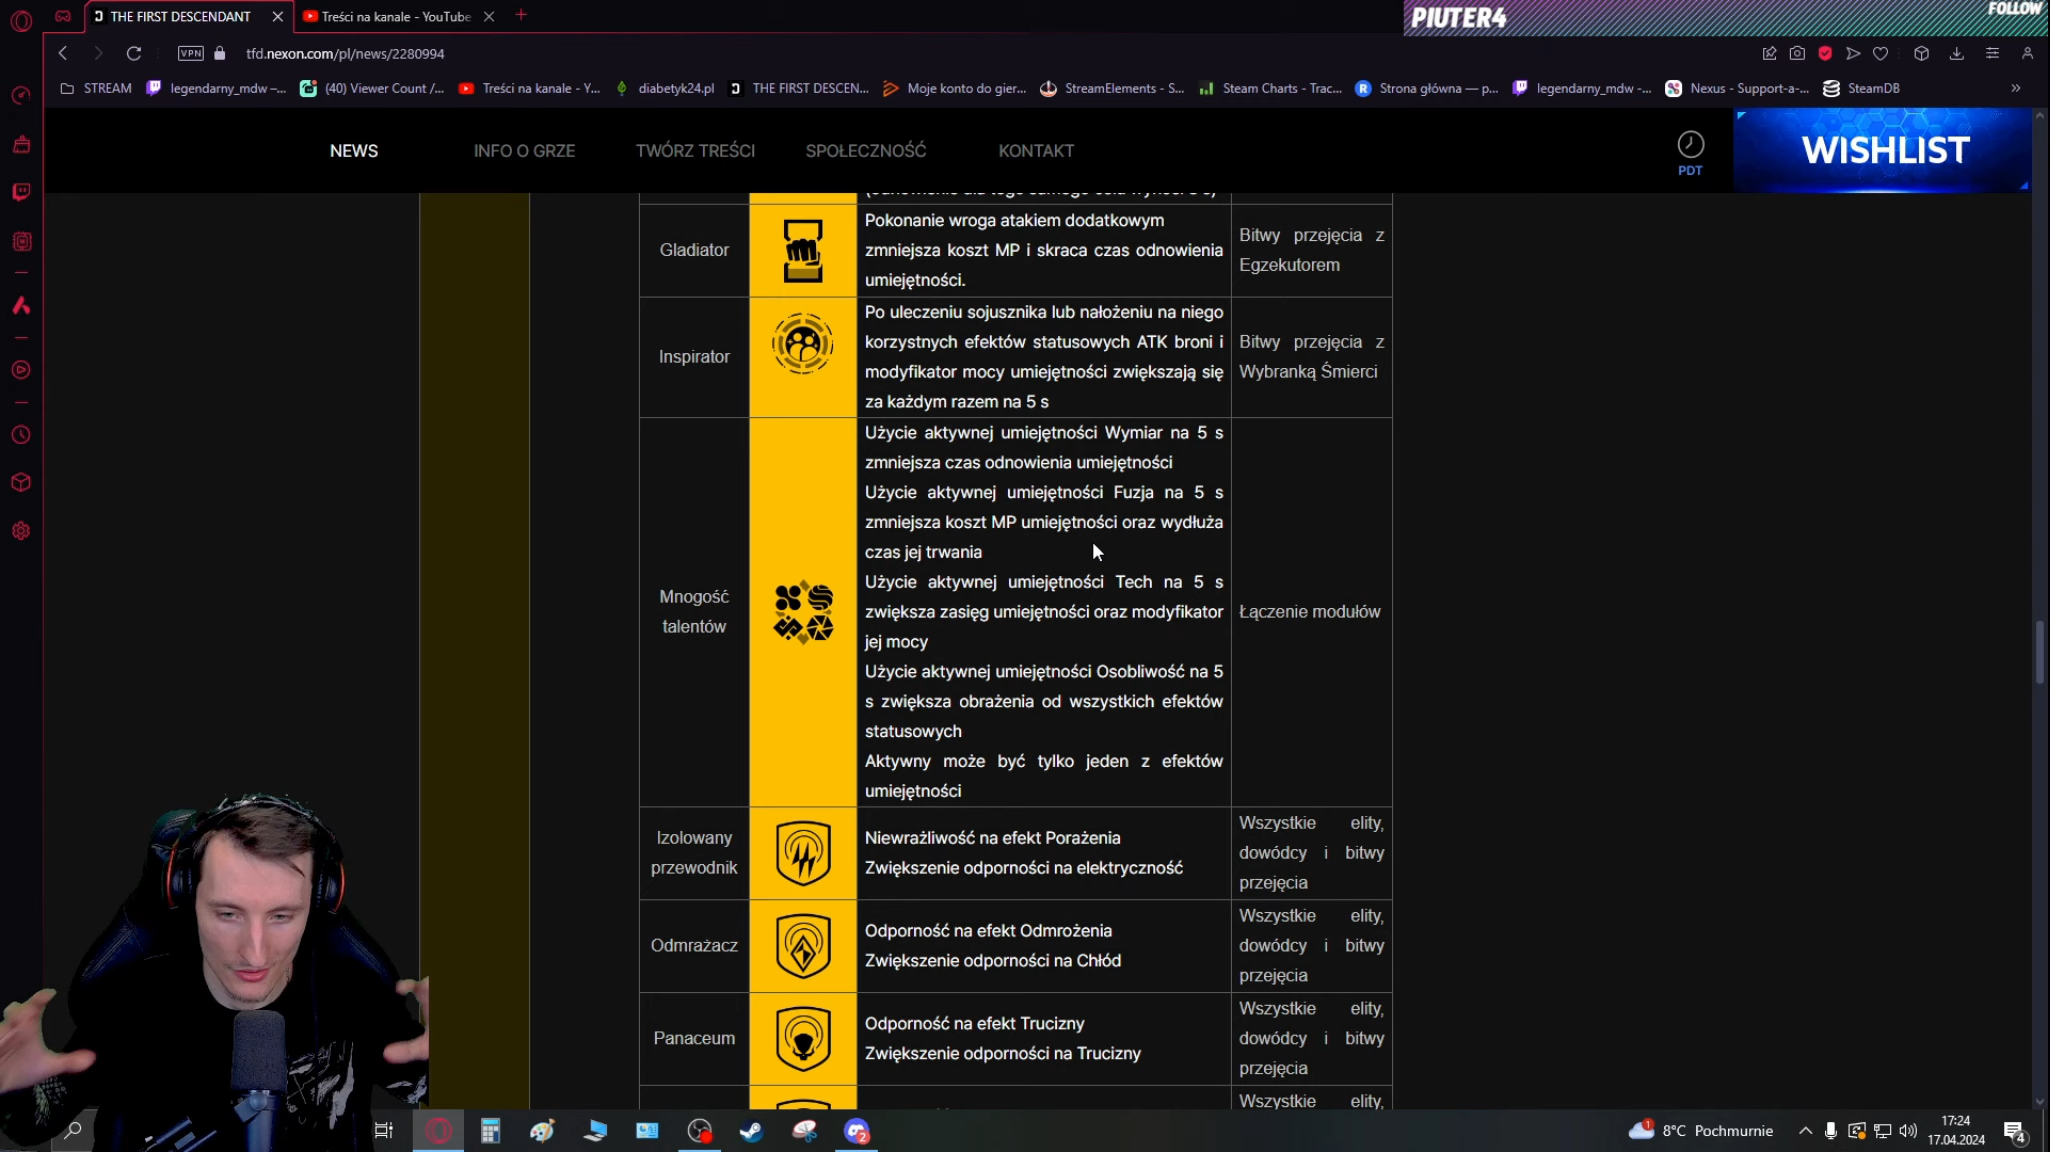 THE FIRST DESCENDANT
Treści na kanale - YouTube
PIUTER4
FOLLOW
VPN
tfd.nexon.com/pl/news/2280994
STREAM
legendarny_mdw –...
(40) Viewer Count /...
Treści na kanale - Y...
diabetyk24.pl
THE FIRST DESCEN...
Moje konto do gier...
StreamElements - S...
Steam Charts - Trac...
Strona główna — p...
legendarny_mdw -...
Nexus - Support-a-...
SteamDB
»
NEWS
INFO O GRZE
TWÓRZ TREŚCI
SPOŁECZNOŚĆ
KONTAKT
PDT
WISHLIST
Gladiator
Pokonanie wroga atakiem dodatkowym
zmniejsza koszt MP i skraca czas odnowienia
umiejętności.
Bitwy przejęcia z
Egzekutorem
Inspirator
Po uleczeniu sojusznika lub nałożeniu na niego
korzystnych efektów statusowych ATK broni i
modyfikator mocy umiejętności zwiększają się
za każdym razem na 5 s
Bitwy przejęcia z
Wybranką Śmierci
Mnogość
talentów
Użycie aktywnej umiejętności Wymiar na 5 s
zmniejsza czas odnowienia umiejętności
Użycie aktywnej umiejętności Fuzja na 5 s
zmniejsza koszt MP umiejętności oraz wydłuża
czas jej trwania
Użycie aktywnej umiejętności Tech na 5 s
zwiększa zasięg umiejętności oraz modyfikator
jej mocy
Użycie aktywnej umiejętności Osobliwość na 5
s zwiększa obrażenia od wszystkich efektów
statusowych
Aktywny może być tylko jeden z efektów
umiejętności
Łączenie modułów
Izolowany
przewodnik
Niewrażliwość na efekt Porażenia
Zwiększenie odporności na elektryczność
Wszystkie elity,
dowódcy i bitwy
przejęcia
Odmrażacz
Odporność na efekt Odmrożenia
Zwiększenie odporności na Chłód
Wszystkie elity,
dowódcy i bitwy
przejęcia
Panaceum
Odporność na efekt Trucizny
Zwiększenie odporności na Trucizny
Wszystkie elity,
dowódcy i bitwy
przejęcia
Wszystkie elity,
2
1
8°C Pochmurnie
17:24
17.04.2024
4